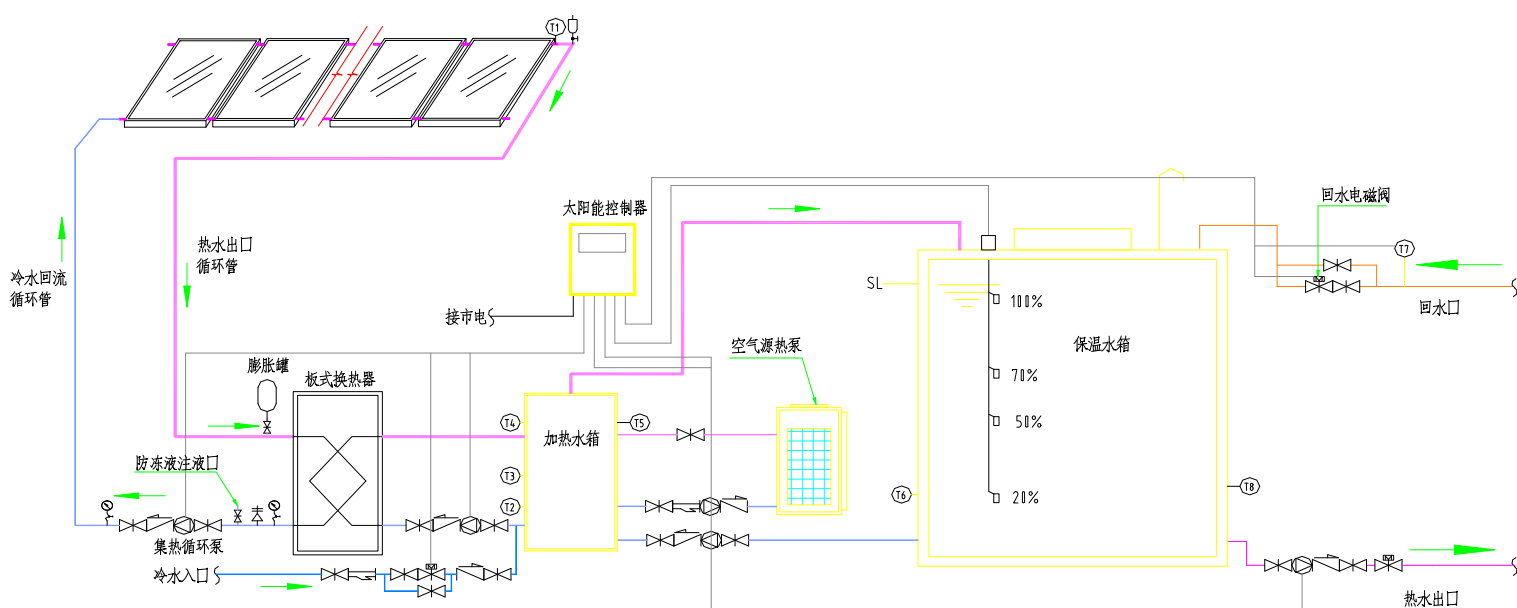 T1
太阳能控制器
回水电磁阀
热水出口
循环管
T7
冷水回流
循环管
SL
100%
接市电
回水口
空气源热泵
保温水箱
膨胀罐
板式换热器
70%
T4
T5
加热水箱
50%
防冻液注液口
T3
T6
T8
20%
T2
集热循环泵
冷水入口
热水出口